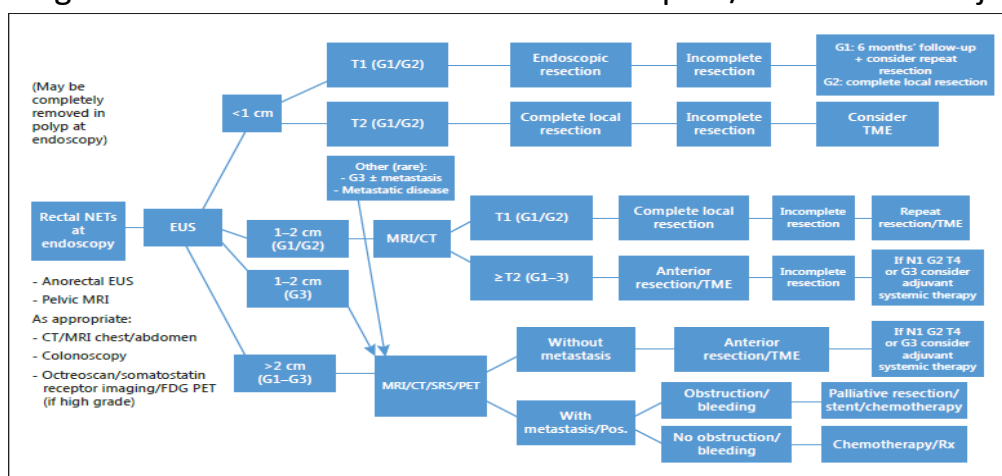 (May be
completely
removed in
polyp at
endoscopy)
<1 cm
T1 (G1/G2)
Endoscopic
resection
Incomplete
resection
G1: 6 months' follow-up
+ consider repeat
resection
G2: complete local resection
T2 (G1/G2)
Complete local
resection
Incomplete
resection
Consider
TME
Other (rare):
- G3 ± metastasis
- Metastatic disease
Rectal NETs
at
endoscopy
EUS
1–2 cm
(G1/G2)
MRI/CT
T1 (G1/G2)
Complete local
resection
Incomplete
resection
Repeat
resection/TME
≥T2 (G1–3)
Anterior
resection/TME
Incomplete
resection
If N1 G2 T4
or G3 consider
adjuvant
systemic therapy
1–2 cm
(G3)
- Anorectal EUS
- Pelvic MRI
As appropriate:
- CT/MRI chest/abdomen
- Colonoscopy
- Octreoscan/somatostatin
receptor imaging/FDG PET
(if high grade)
>2 cm
(G1–G3)
MRI/CT/SRS/PET
Without
metastasis
Anterior
resection/TME
If N1 G2 T4
or G3 consider
adjuvant
systemic therapy
With
metastasis/Pos.
Obstruction/
bleeding
Palliative resection/
stent/chemotherapy
No obstruction/
bleeding
Chemotherapy/Rx